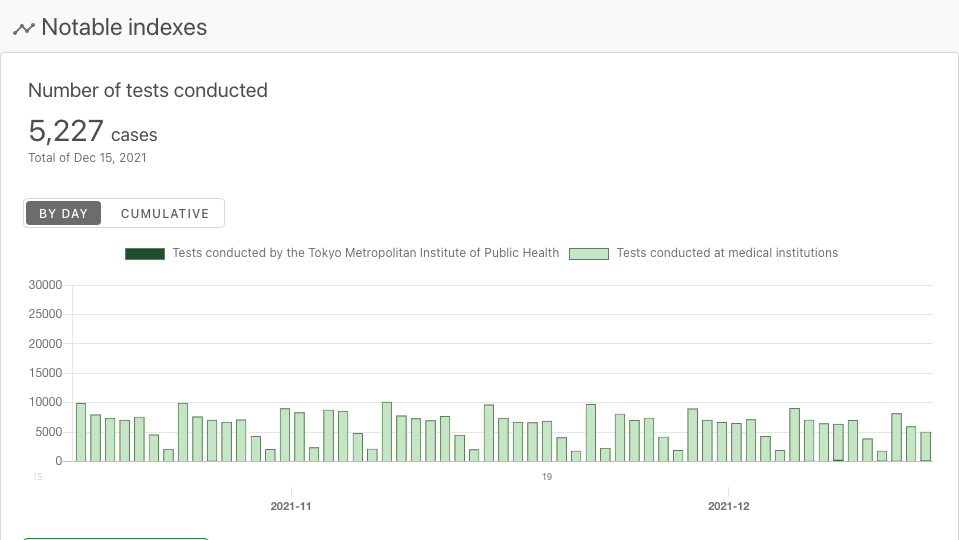 Notable indexes
Number of tests conducted
5,227 cases
Total of Dec 15, 2021
BY DAY CUMULATIVE
Tests conducted by the Tokyo Metropolitan Institute of Public Health Tests conducted at medical institutions
30000
25000
20000
15000
10000
5000
0
15 19
2021-11 2021-12